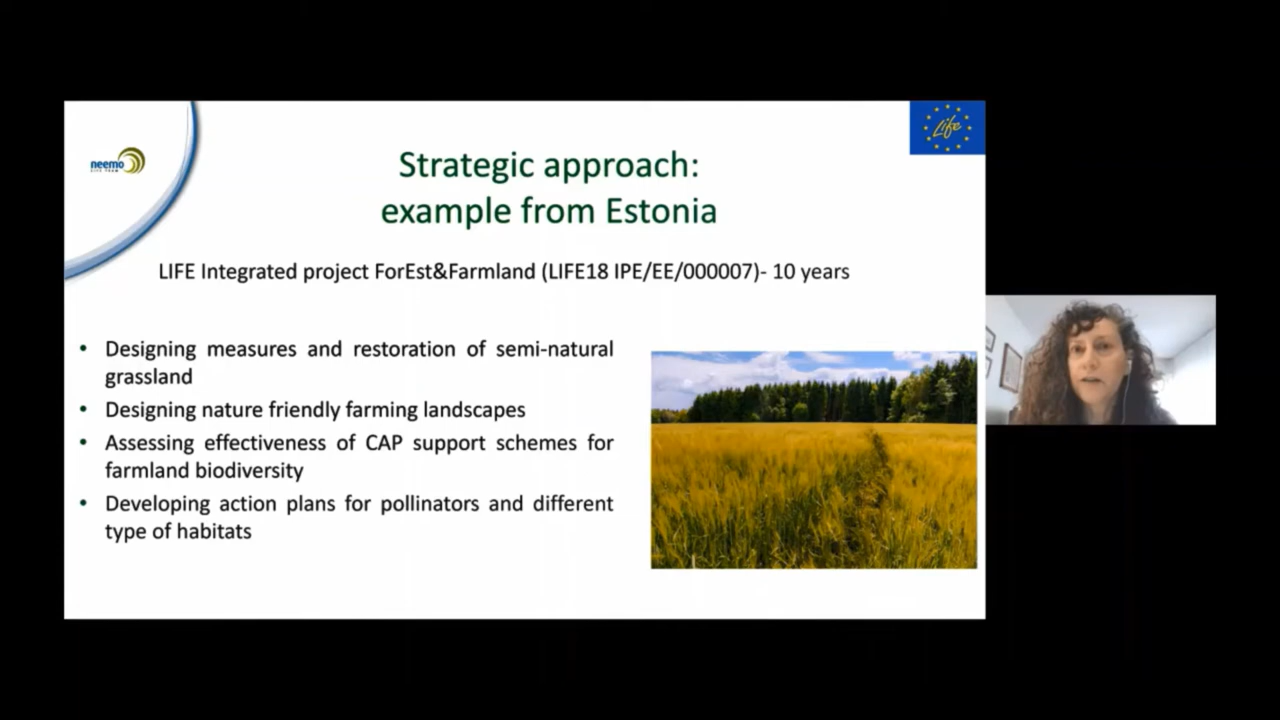 neemo
LIFE TEAM
Life
Strategic approach:
example from Estonia
LIFE Integrated project ForEst&Farmland (LIFE18 IPE/EE/000007)- 10 years
• Designing measures and restoration of semi-natural
grassland
• Designing nature friendly farming landscapes
• Assessing effectiveness of CAP support schemes for
farmland biodiversity
• Developing action plans for pollinators and different
type of habitats